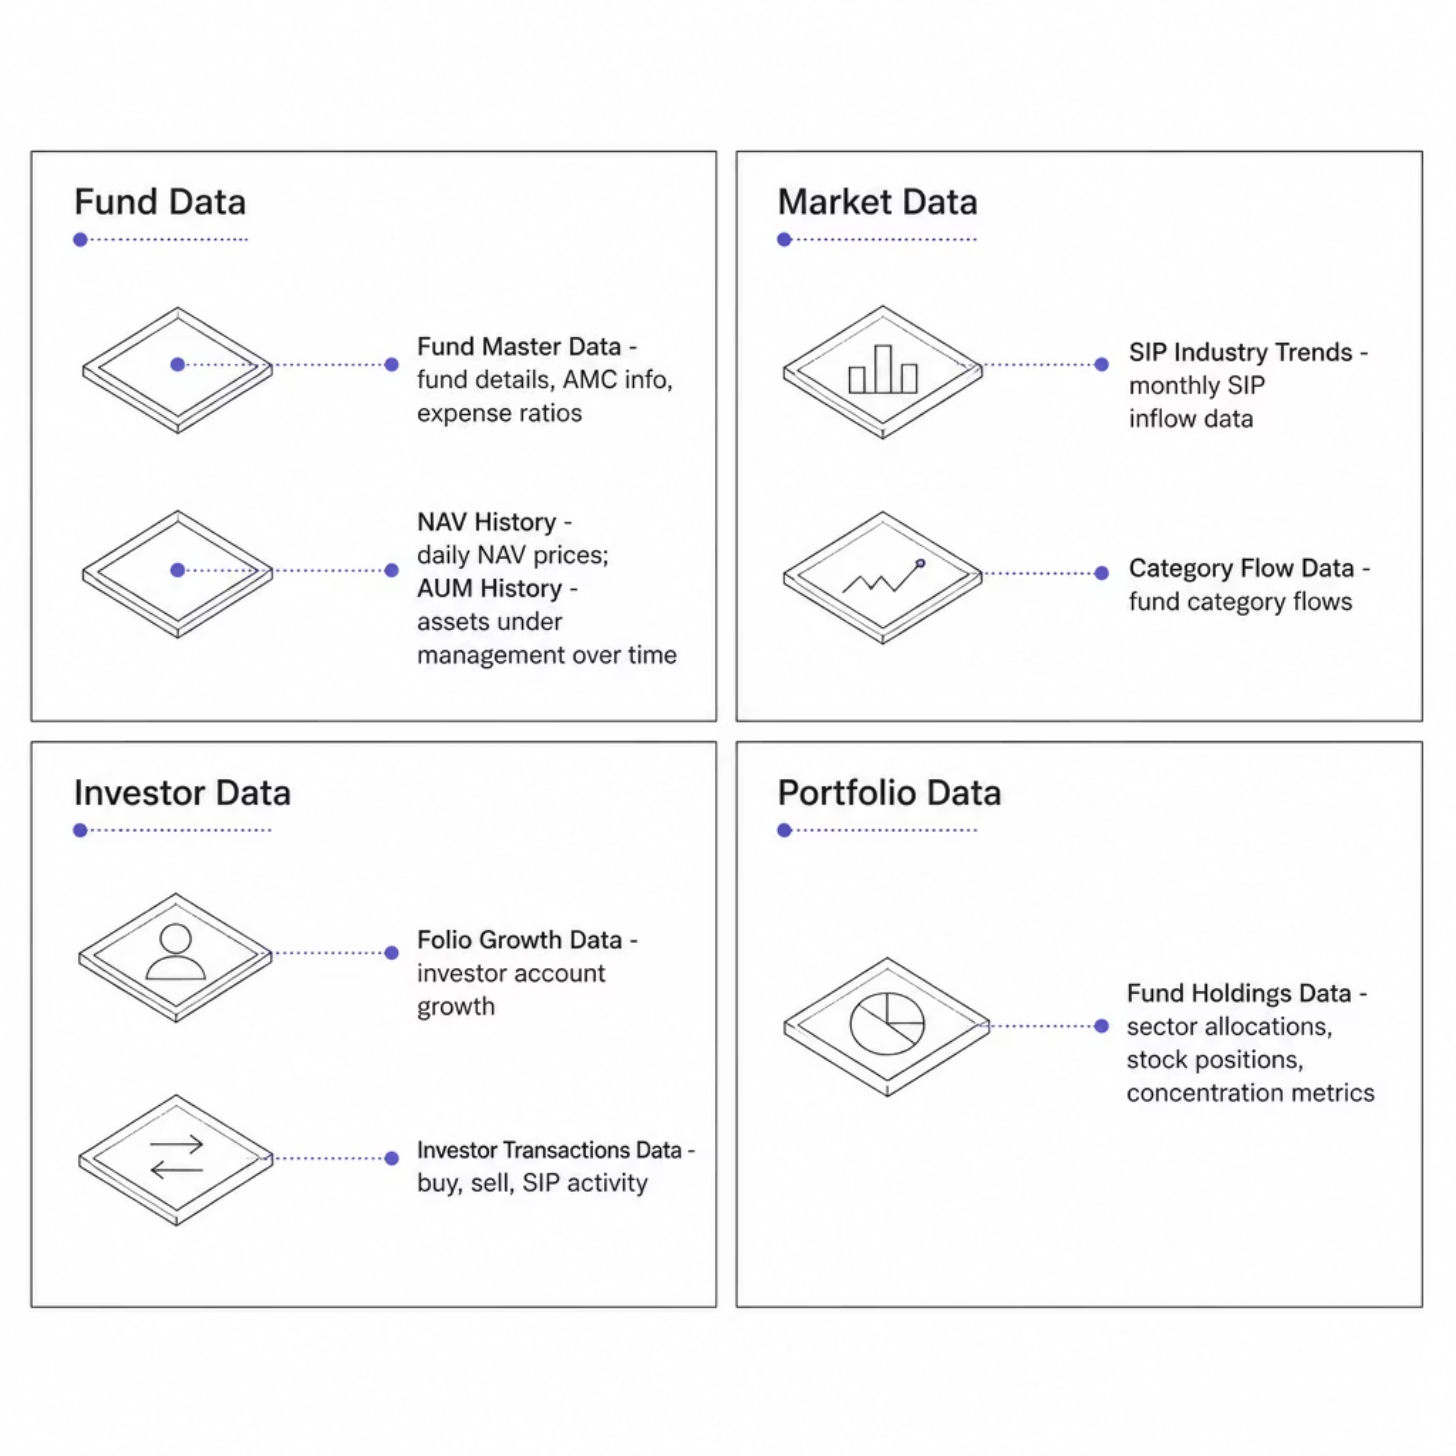 Fund Data
Fund Master Data -
fund details, AMC info,
expense ratios
NAV History -
daily NAV prices;
AUM History -
assets under
management over time
Market Data
SIP Industry Trends -
monthly SIP
inflow data
Category Flow Data -
fund category flows
Investor Data
Folio Growth Data -
investor account
growth
Investor Transactions Data -
buy, sell, SIP activity
Portfolio Data
Fund Holdings Data -
sector allocations,
stock positions,
concentration metrics